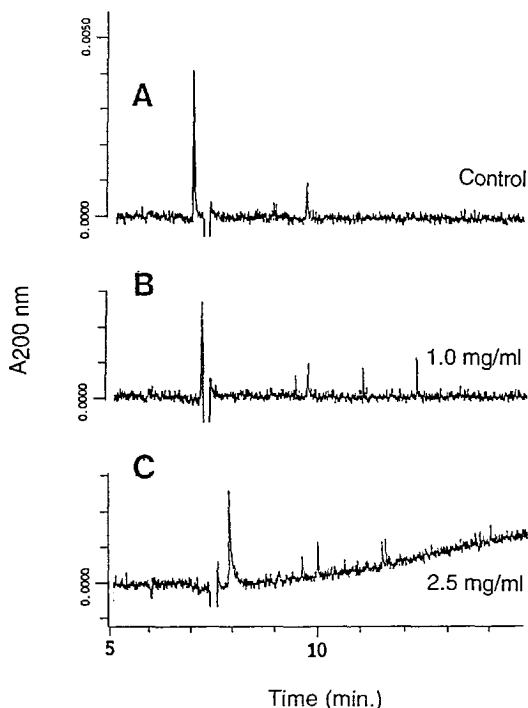 0.0050
A
Control
0.0000
B
1.0 mg/ml
A200 nm
0.0000
C
2.5 mg/ml
0.0000
5
10
Time (min.)